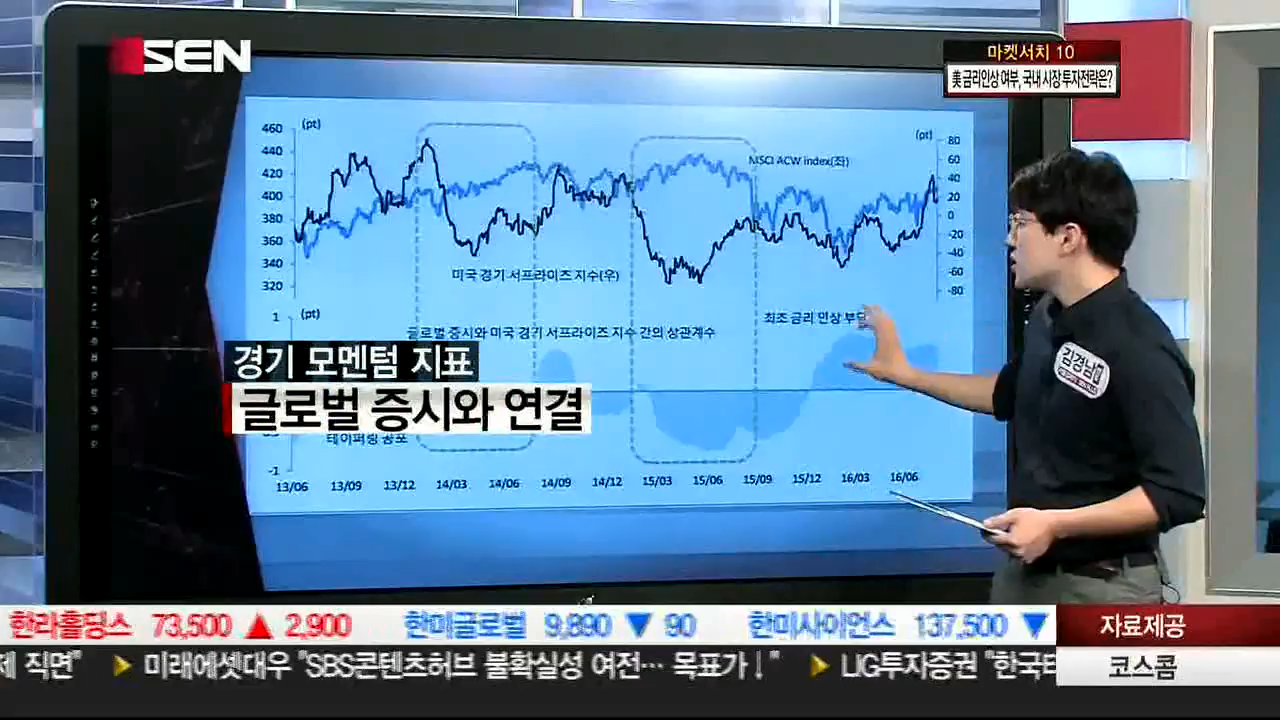 SEN
마켓서치 10
美 금리인상 여부, 국내 시장 투자전략은?
(pt)
(pt)
460
440
420
400
380
360
340
320
80
60
40
20
0
-20
-40
-60
-80
MSCI ACW index(좌)
미국 경기 서프라이즈 지수(우)
1
(pt)
글로벌 증시와 미국 경기 서프라이즈 지수 간의 상관계수
최초 금리 인상 부
경기 모멘텀 지표
글로벌 증시와 연결
테이퍼링 공포
-1
13/06 13/09 13/12 14/03 14/06 14/09 14/12 15/03 15/06 15/09 15/12 16/03 16/06
김경남
한라홀딩스 73,500 ▲ 2,900 한미글로벌 9,890 ▼ 90 한미사이언스 137,500 ▼
자료제공
제 직면" ▶ 미래에셋대우 "SBS콘텐츠허브 불확실성 여전… 목표가↓" ▶ LIG투자증권 "한국
코스콤